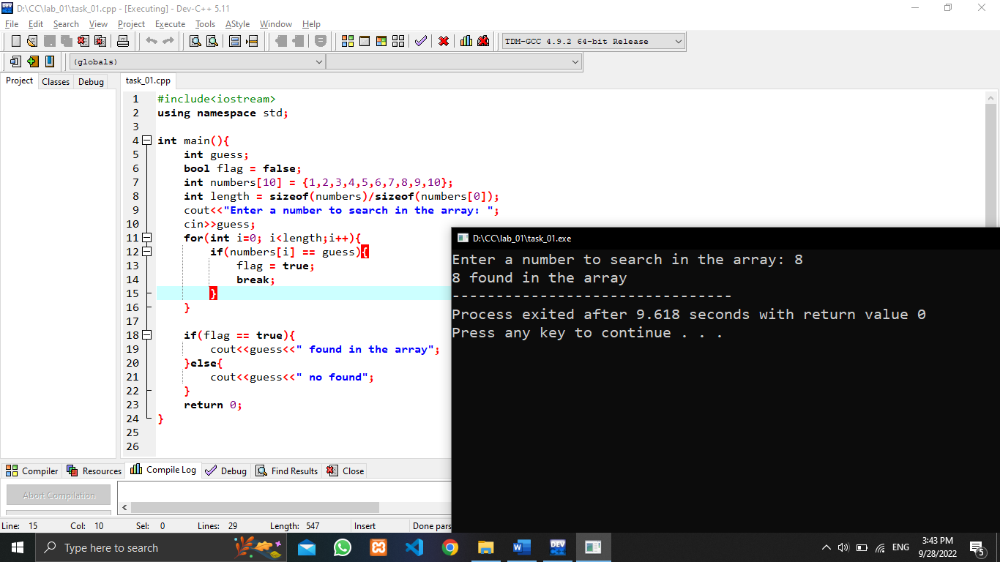 D:\CC\lab_01\task_01.cpp - [Executing] - Dev-C++ 5.11
File Edit Search View Project Execute Tools AStyle Window Help
TDM-GCC 4.9.2 64-bit Release
(globals)
Project Classes Debug task_01.cpp
1 #include<iostream>
2 using namespace std;
3
4 int main(){
5     int guess;
6     bool flag = false;
7     int numbers[10] = {1,2,3,4,5,6,7,8,9,10};
8     int length = sizeof(numbers)/sizeof(numbers[0]);
9     cout<<"Enter a number to search in the array: ";
10     cin>>guess;
11     for(int i=0; i<length;i++){
12         if(numbers[i] == guess){
13             flag = true;
14             break;
15         }
16     }
17
18     if(flag == true){
19         cout<<guess<<" found in the array";
20     }else{
21         cout<<guess<<" no found";
22     }
23     return 0;
24 }
25
26
D:\CC\lab_01\task_01.exe
Enter a number to search in the array: 8
8 found in the array
--------------------------------
Process exited after 9.618 seconds with return value 0
Press any key to continue . . .
Compiler Resources Compile Log Debug Find Results Close
Abort Compilation
Line: 15 Col: 10 Sel: 0 Lines: 29 Length: 547 Insert Done pars
Type here to search
DEV
ENG
3:43 PM
9/28/2022
5